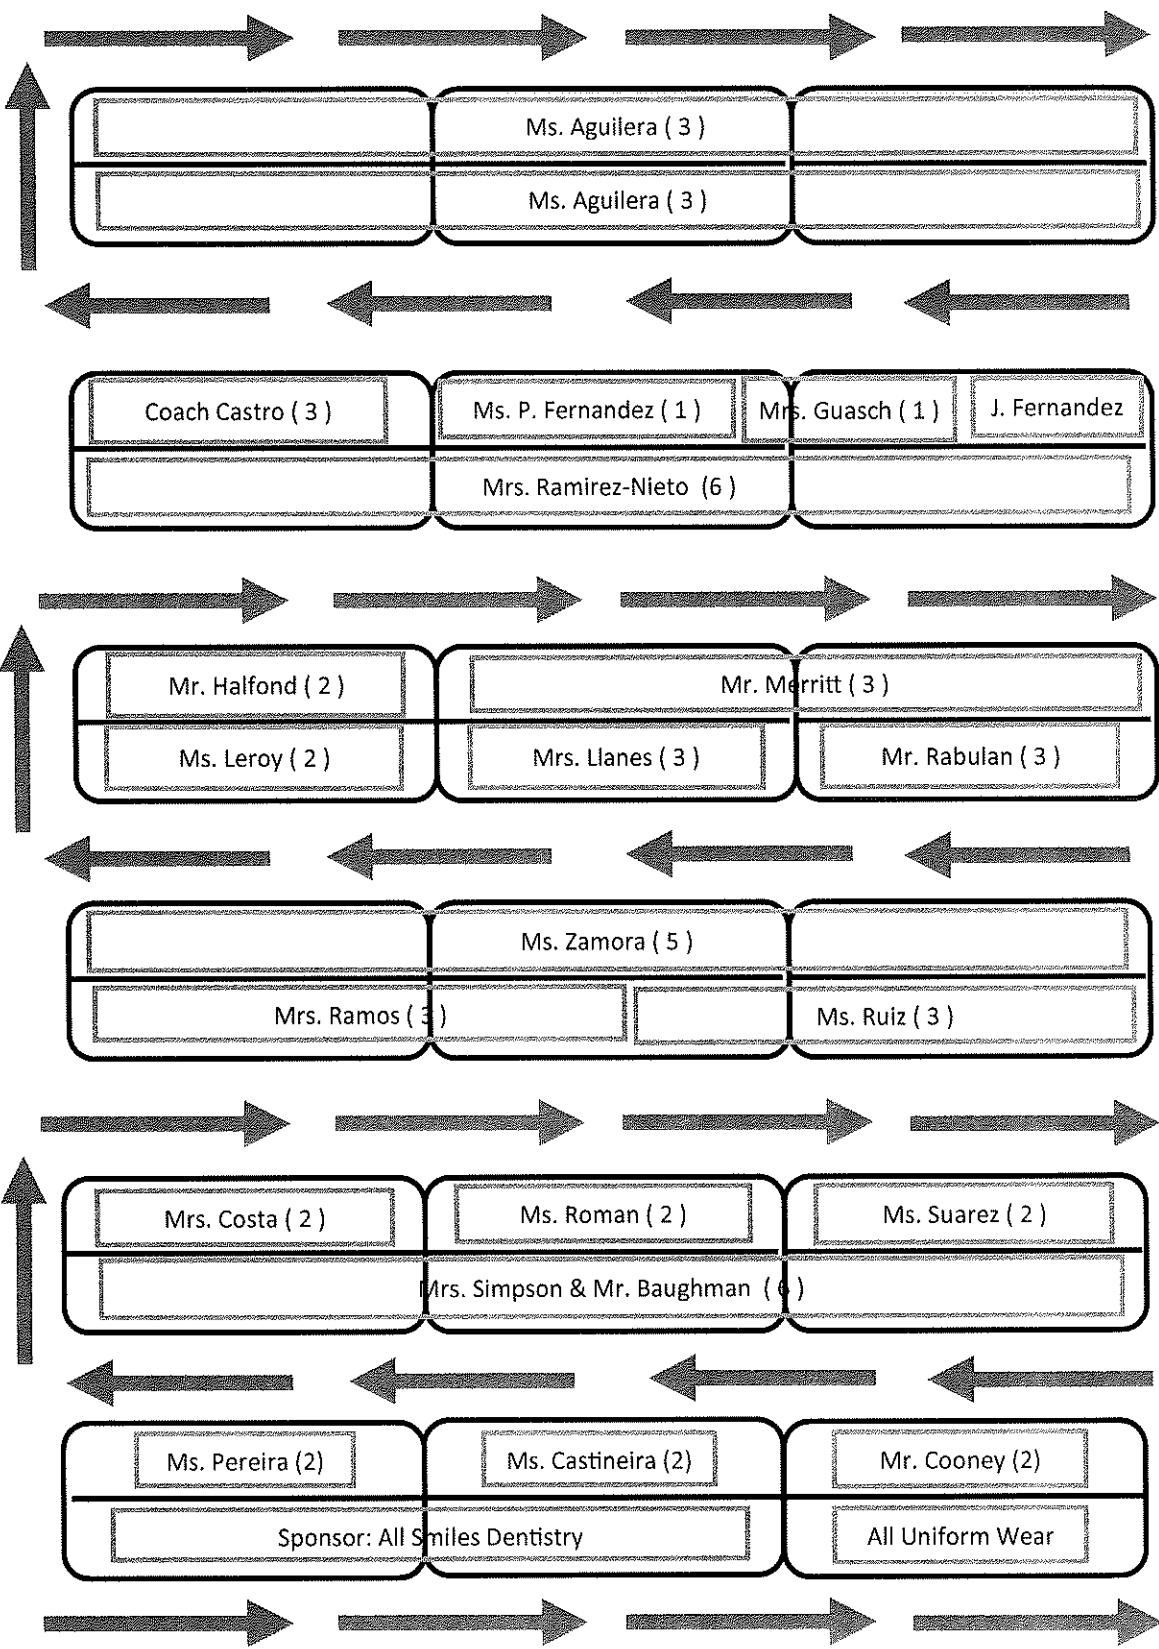 Ms. Aguilera ( 3 )
Ms. Aguilera ( 3 )
Coach Castro ( 3 ) Ms. P. Fernandez ( 1 ) Mrs. Guasch ( 1 ) J. Fernandez
Mrs. Ramirez-Nieto (6 )
Mr. Halfond ( 2 ) Mr. Merritt ( 3 )
Ms. Leroy ( 2 ) Mrs. Llanes ( 3 ) Mr. Rabulan ( 3 )
Ms. Zamora ( 5 )
Mrs. Ramos ( 3 ) Ms. Ruiz ( 3 )
Mrs. Costa ( 2 ) Ms. Roman ( 2 ) Ms. Suarez ( 2 )
Mrs. Simpson & Mr. Baughman ( 6 )
Ms. Pereira (2) Ms. Castineira (2) Mr. Cooney (2)
Sponsor: All Smiles Dentistry All Uniform Wear